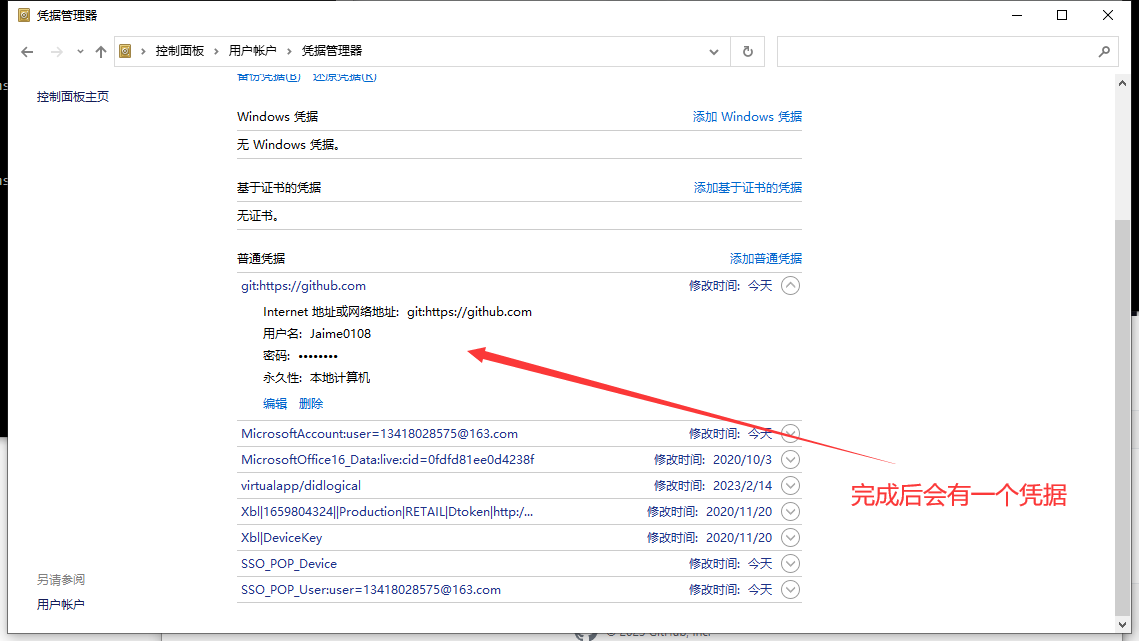 凭据管理器
控制面板 用户帐户 凭据管理器
备份凭据(B) 还原凭据(R)
控制面板主页
Windows 凭据 添加 Windows 凭据
无 Windows 凭据。
基于证书的凭据 添加基于证书的凭据
无证书。
普通凭据 添加普通凭据
git:https://github.com 修改时间: 今天
Internet 地址或网络地址: git:https://github.com
用户名: Jaime0108
密码: ••••••••
永久性: 本地计算机
编辑 删除
MicrosoftAccount:user=13418028575@163.com 修改时间: 今天
MicrosoftOffice16_Data:live:cid=0fdfd81ee0d4238f 修改时间: 2020/10/3
virtualapp/didlogical 修改时间: 2023/2/14
完成后会有一个凭据
Xbl|1659804324||Production|RETAIL|Dtoken|http:/... 修改时间: 2020/11/20
Xbl|DeviceKey 修改时间: 2020/11/20
SSO_POP_Device 修改时间: 今天
SSO_POP_User:user=13418028575@163.com 修改时间: 今天
另请参阅
用户帐户